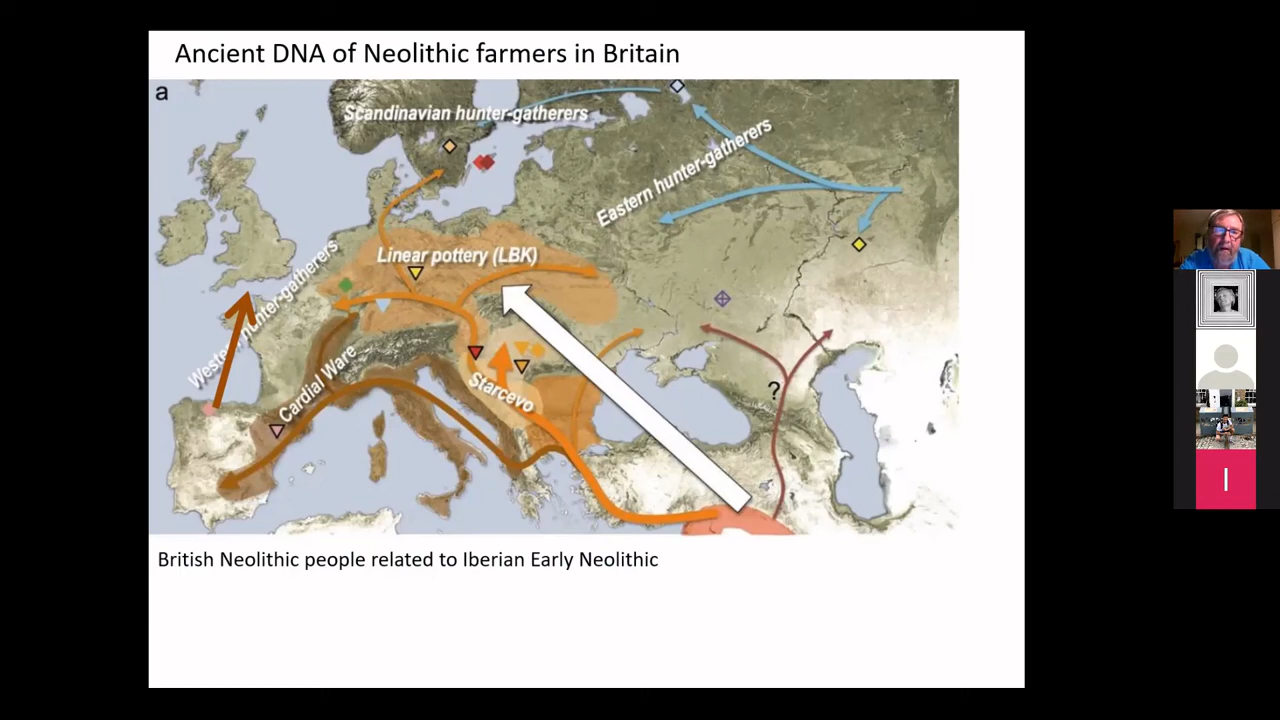 Ancient DNA of Neolithic farmers in Britain
a
Scandinavian hunter-gatherers
Eastern hunter-gatherers
Linear pottery (LBK)
Western hunter-gatherers
Cardial Ware
Starcevo
?
British Neolithic people related to Iberian Early Neolithic
I